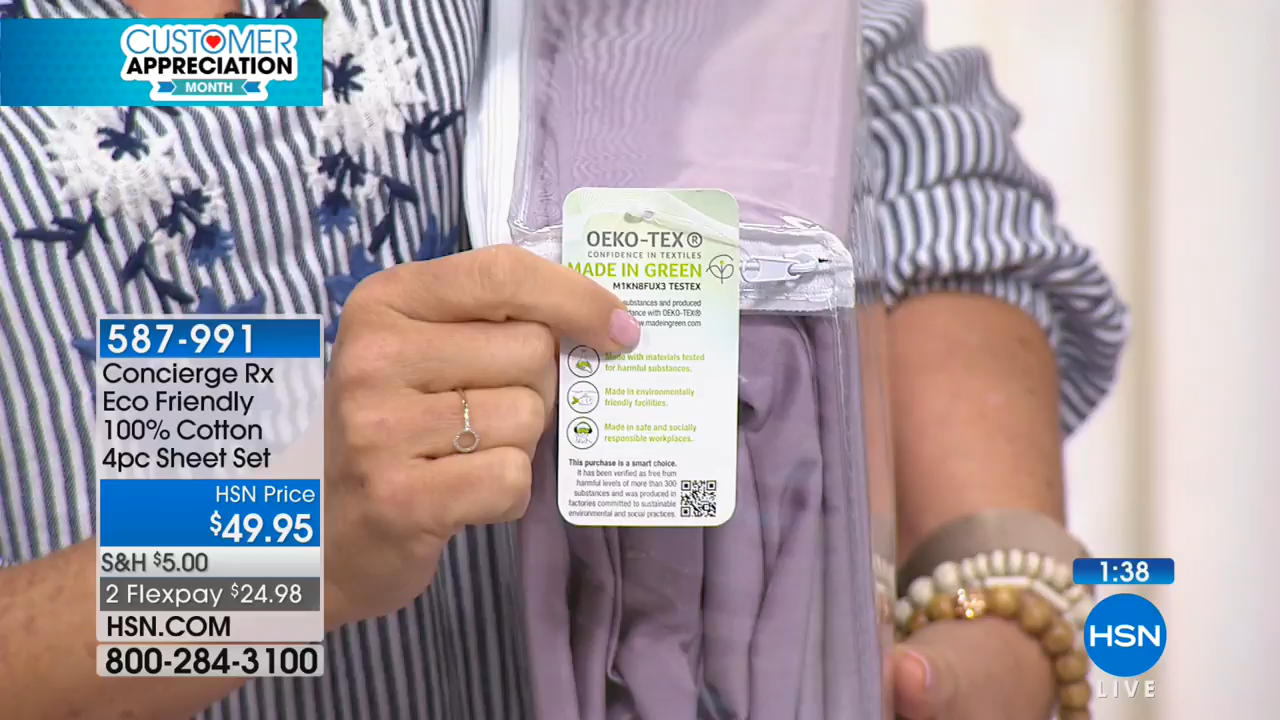 CUSTOMER
APPRECIATION
MONTH
OEKO-TEX®
CONFIDENCE IN TEXTILES
MADE IN GREEN
M1KN8FUX3 TESTEX
substances and produced
with OEKO-TEX®
.madeingreen.com
Made with materials tested
for harmful substances.
Made in environmentally
friendly facilities.
Made in safe and socially
responsible workplaces.
This purchase is a smart choice.
It has been verified as free from
harmful levels of more than 300
substances and was produced in
factories committed to sustainable
environmental and social practices.
587-991
Concierge Rx
Eco Friendly
100% Cotton
4pc Sheet Set
HSN Price
$49.95
S&H $5.00
2 Flexpay $24.98
HSN.COM
800-284-3100
1:38
HSN
LIVE